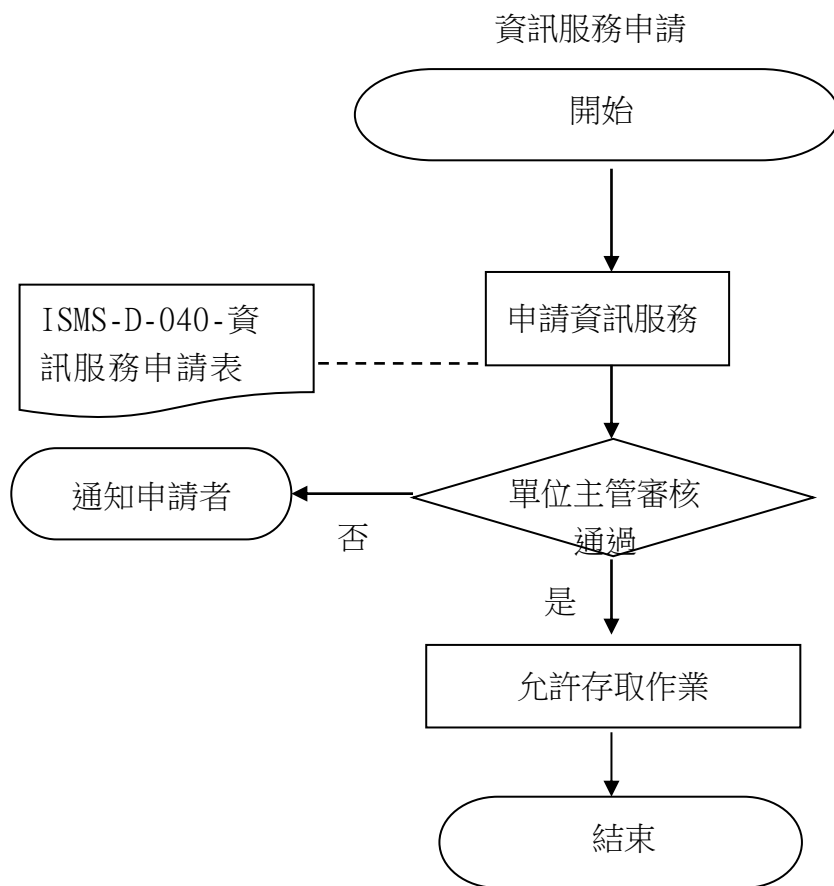 資訊服務申請
開始
ISMS-D-040-資
訊服務申請表
申請資訊服務
通知申請者
單位主管審核
通過
否
是
允許存取作業
結束